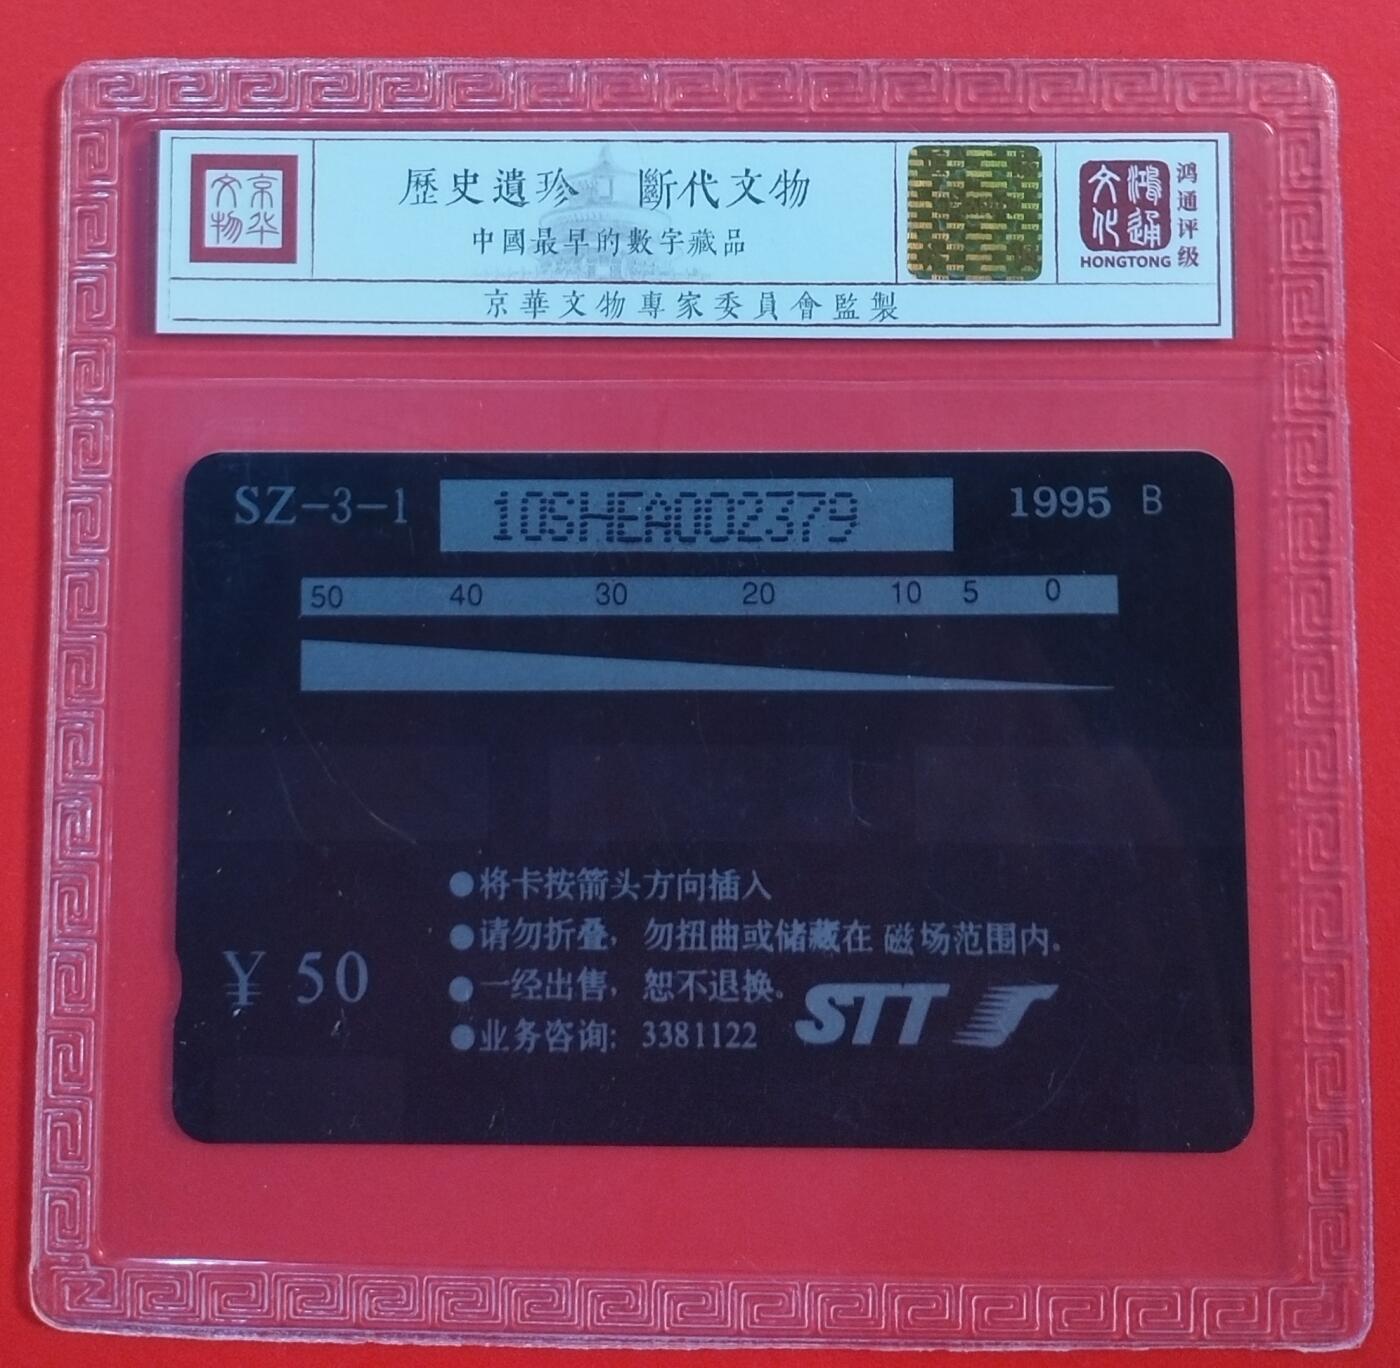 京华文物
歷史遺珍 斷代文物
中國最早的數字藏品
京華文物專家委員會監製
鴻通文化
HONGTONG
鸿通评级
SZ-3-1
10SHEA002379
1995 B
50 40 30 20 10 5 0
●将卡按箭头方向插入
●请勿折叠，勿扭曲或储藏在 磁场范围内。
●一经出售，恕不退换。
●业务咨询：3381122
¥ 50
STT